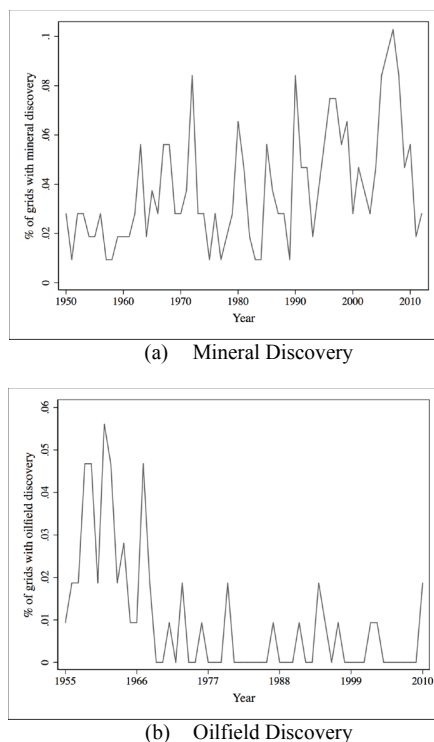 % of grids with mineral discovery
.1
.08
.06
.04
.02
0
1950 1960 1970 1980 1990 2000 2010
Year
(a) Mineral Discovery
% of grids with oilfield discovery
.06
.05
.04
.03
.02
.01
0
1955 1966 1977 1988 1999 2010
Year
(b) Oilfield Discovery